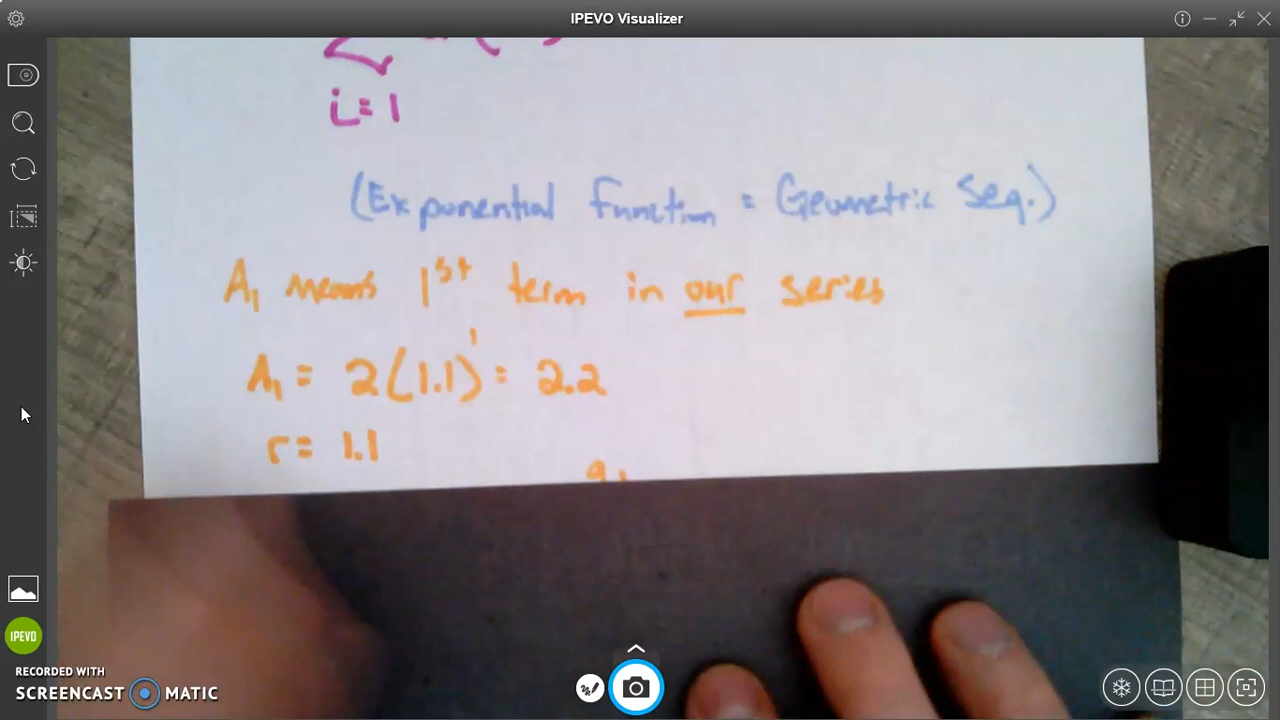 IPEVO Visualizer
i=1
(Exponential Function = Geometric Seq.)
A₁ means 1st term in our series
A₁ = 2(1.1)¹ = 2.2
r = 1.1
IPEVO
RECORDED WITH
SCREENCAST MATIC